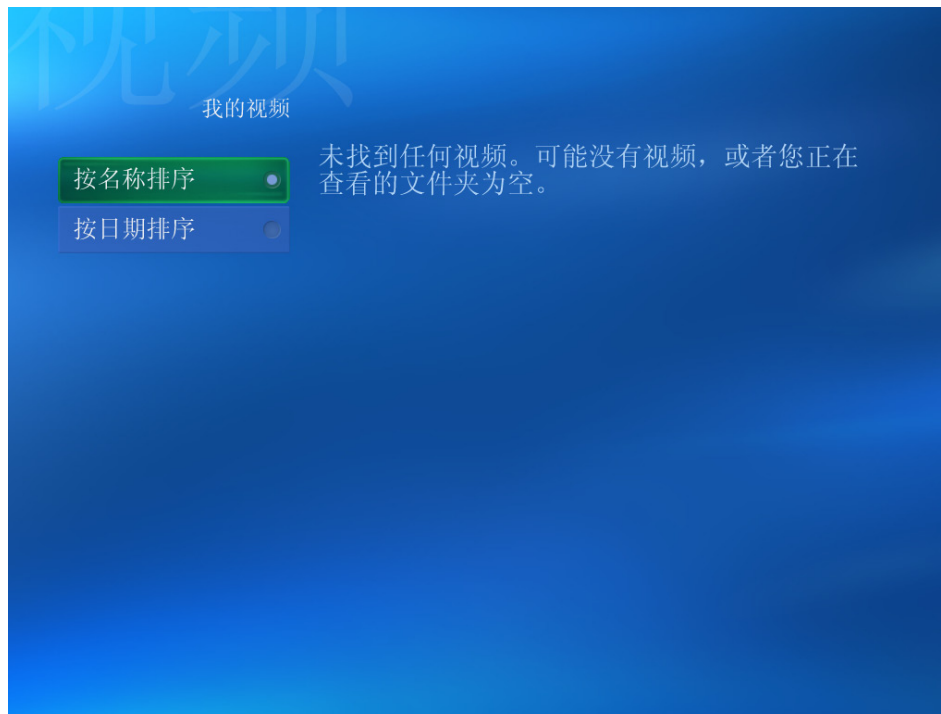 视频
我的视频
按名称排序
按日期排序
未找到任何视频。可能没有视频，或者您正在
查看的文件夹为空。